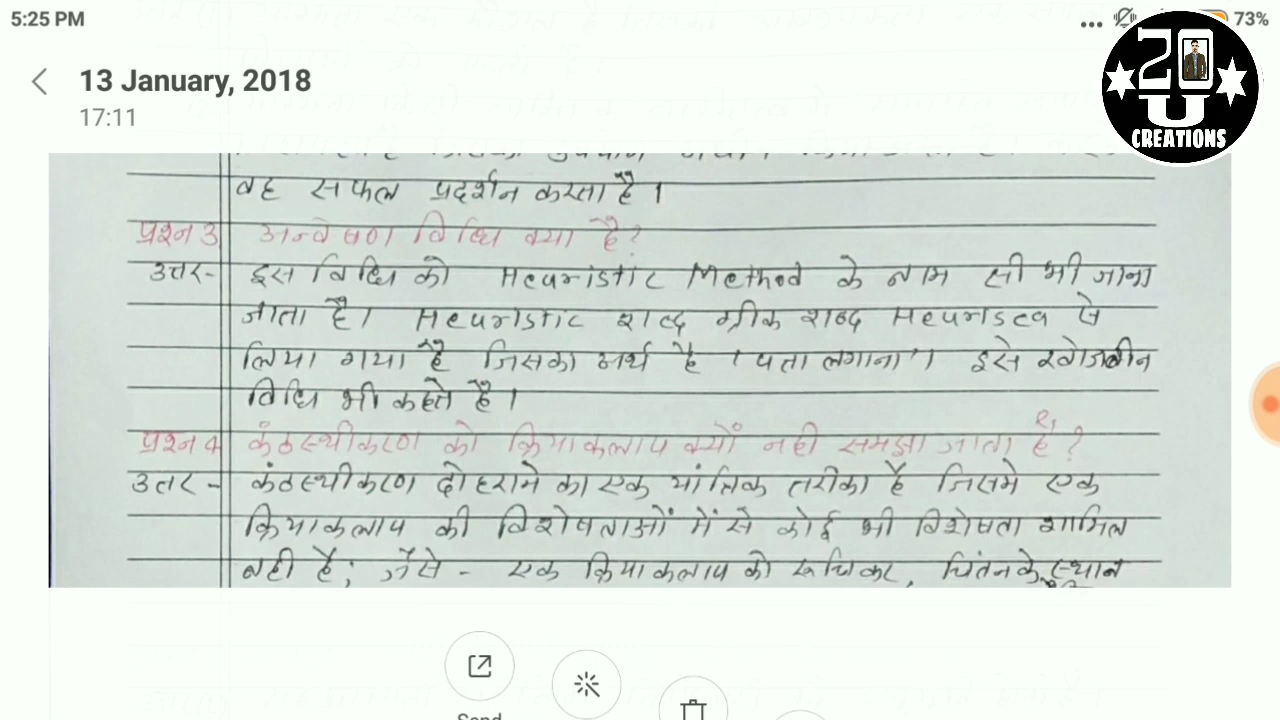 5:25 PM
... 73%
13 January, 2018
17:11
20
U
CREATIONS
वह सफल प्रदर्शन करता है।
प्रश्न 3 अन्वेषण विधि क्या है?
उत्तर- इस विधि को Heuristic Method के नाम सी भी जाना
जाता है। Heuristic शब्द ग्रीक शब्द Heurisca से
लिया गया है जिसका अर्थ है 'पता लगाना'। इसे खोजबीन
विधि भी कहते है।
प्रश्न 4 कंठस्थीकरण को क्रियाकलाप क्यों नही समझा जाता है?
उतर - कंठस्थीकरण दोहराने का एक यांत्रिक तरीका है जिसमे एक
क्रियाकलाप की विशेषताओं में से कोई भी विशेषता शामिल
नही है; जैसे - एक क्रियाकलाप को रूचिकर, चिंतन के स्थान
Send